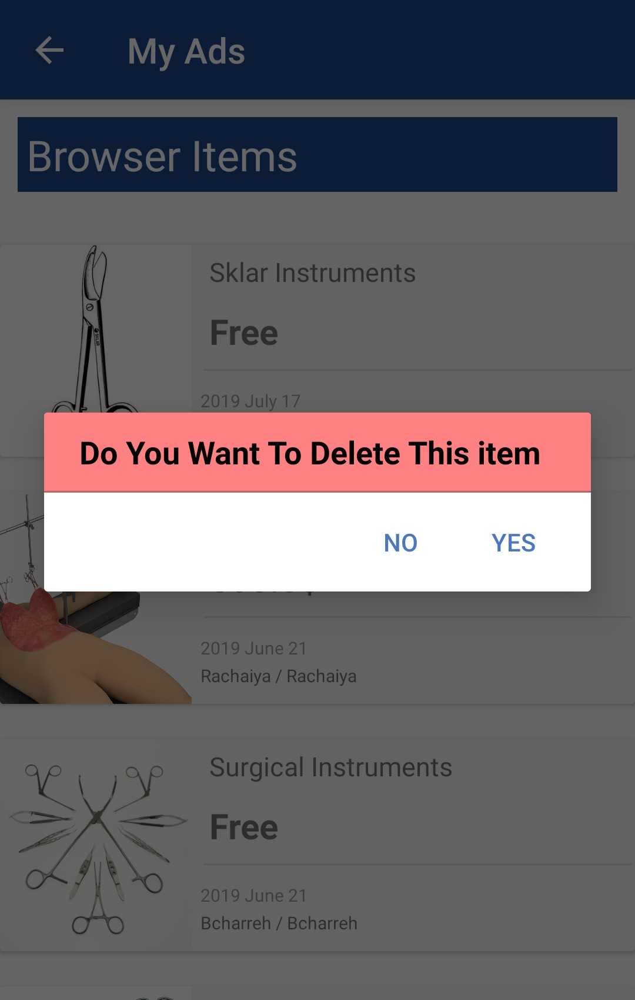 My Ads
Browser Items
Sklar Instruments
Free
2019 July 17
Do You Want To Delete This item
NO YES
2019 June 21
Rachaiya / Rachaiya
Surgical Instruments
Free
2019 June 21
Bcharreh / Bcharreh